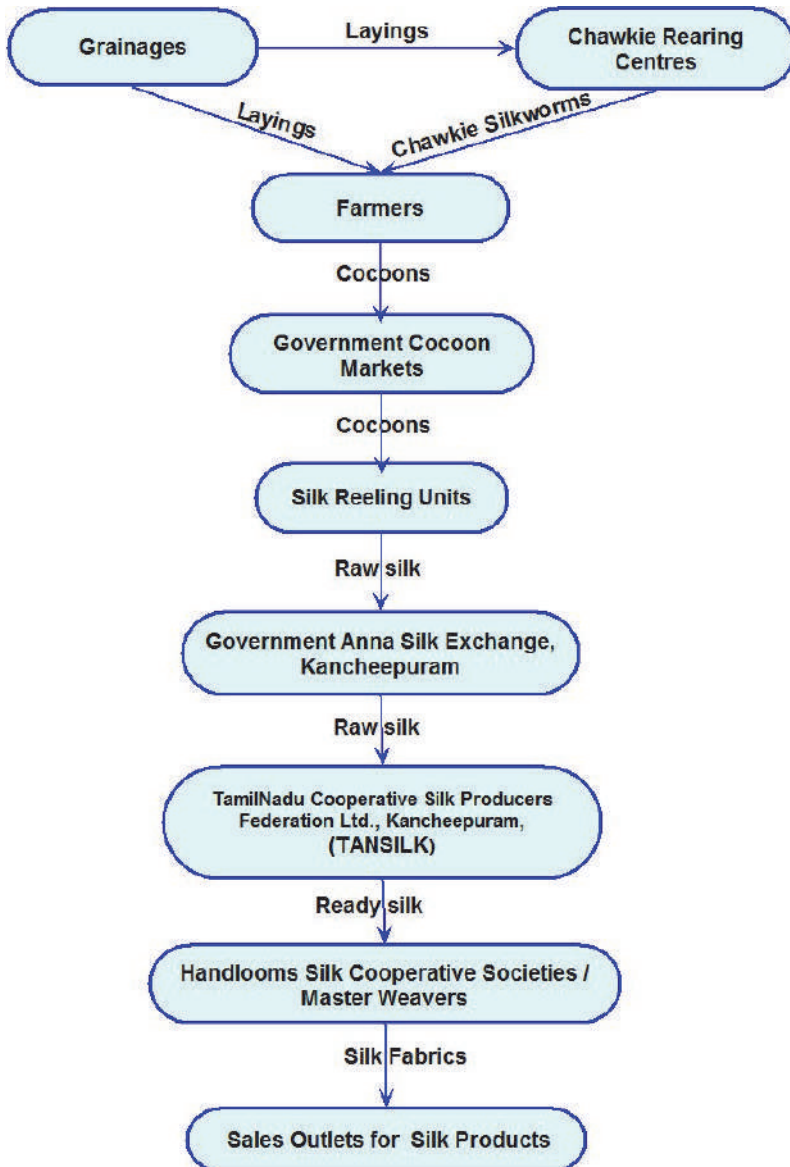 Grainages
Layings
Chawkie Rearing
Centres
Layings
Chawkie Silkworms
Farmers
Cocoons
Government Cocoon
Markets
Cocoons
Silk Reeling Units
Raw silk
Government Anna Silk Exchange,
Kancheepuram
Raw silk
TamilNadu Cooperative Silk Producers
Federation Ltd., Kancheepuram,
(TANSILK)
Ready silk
Handlooms Silk Cooperative Societies /
Master Weavers
Silk Fabrics
Sales Outlets for Silk Products